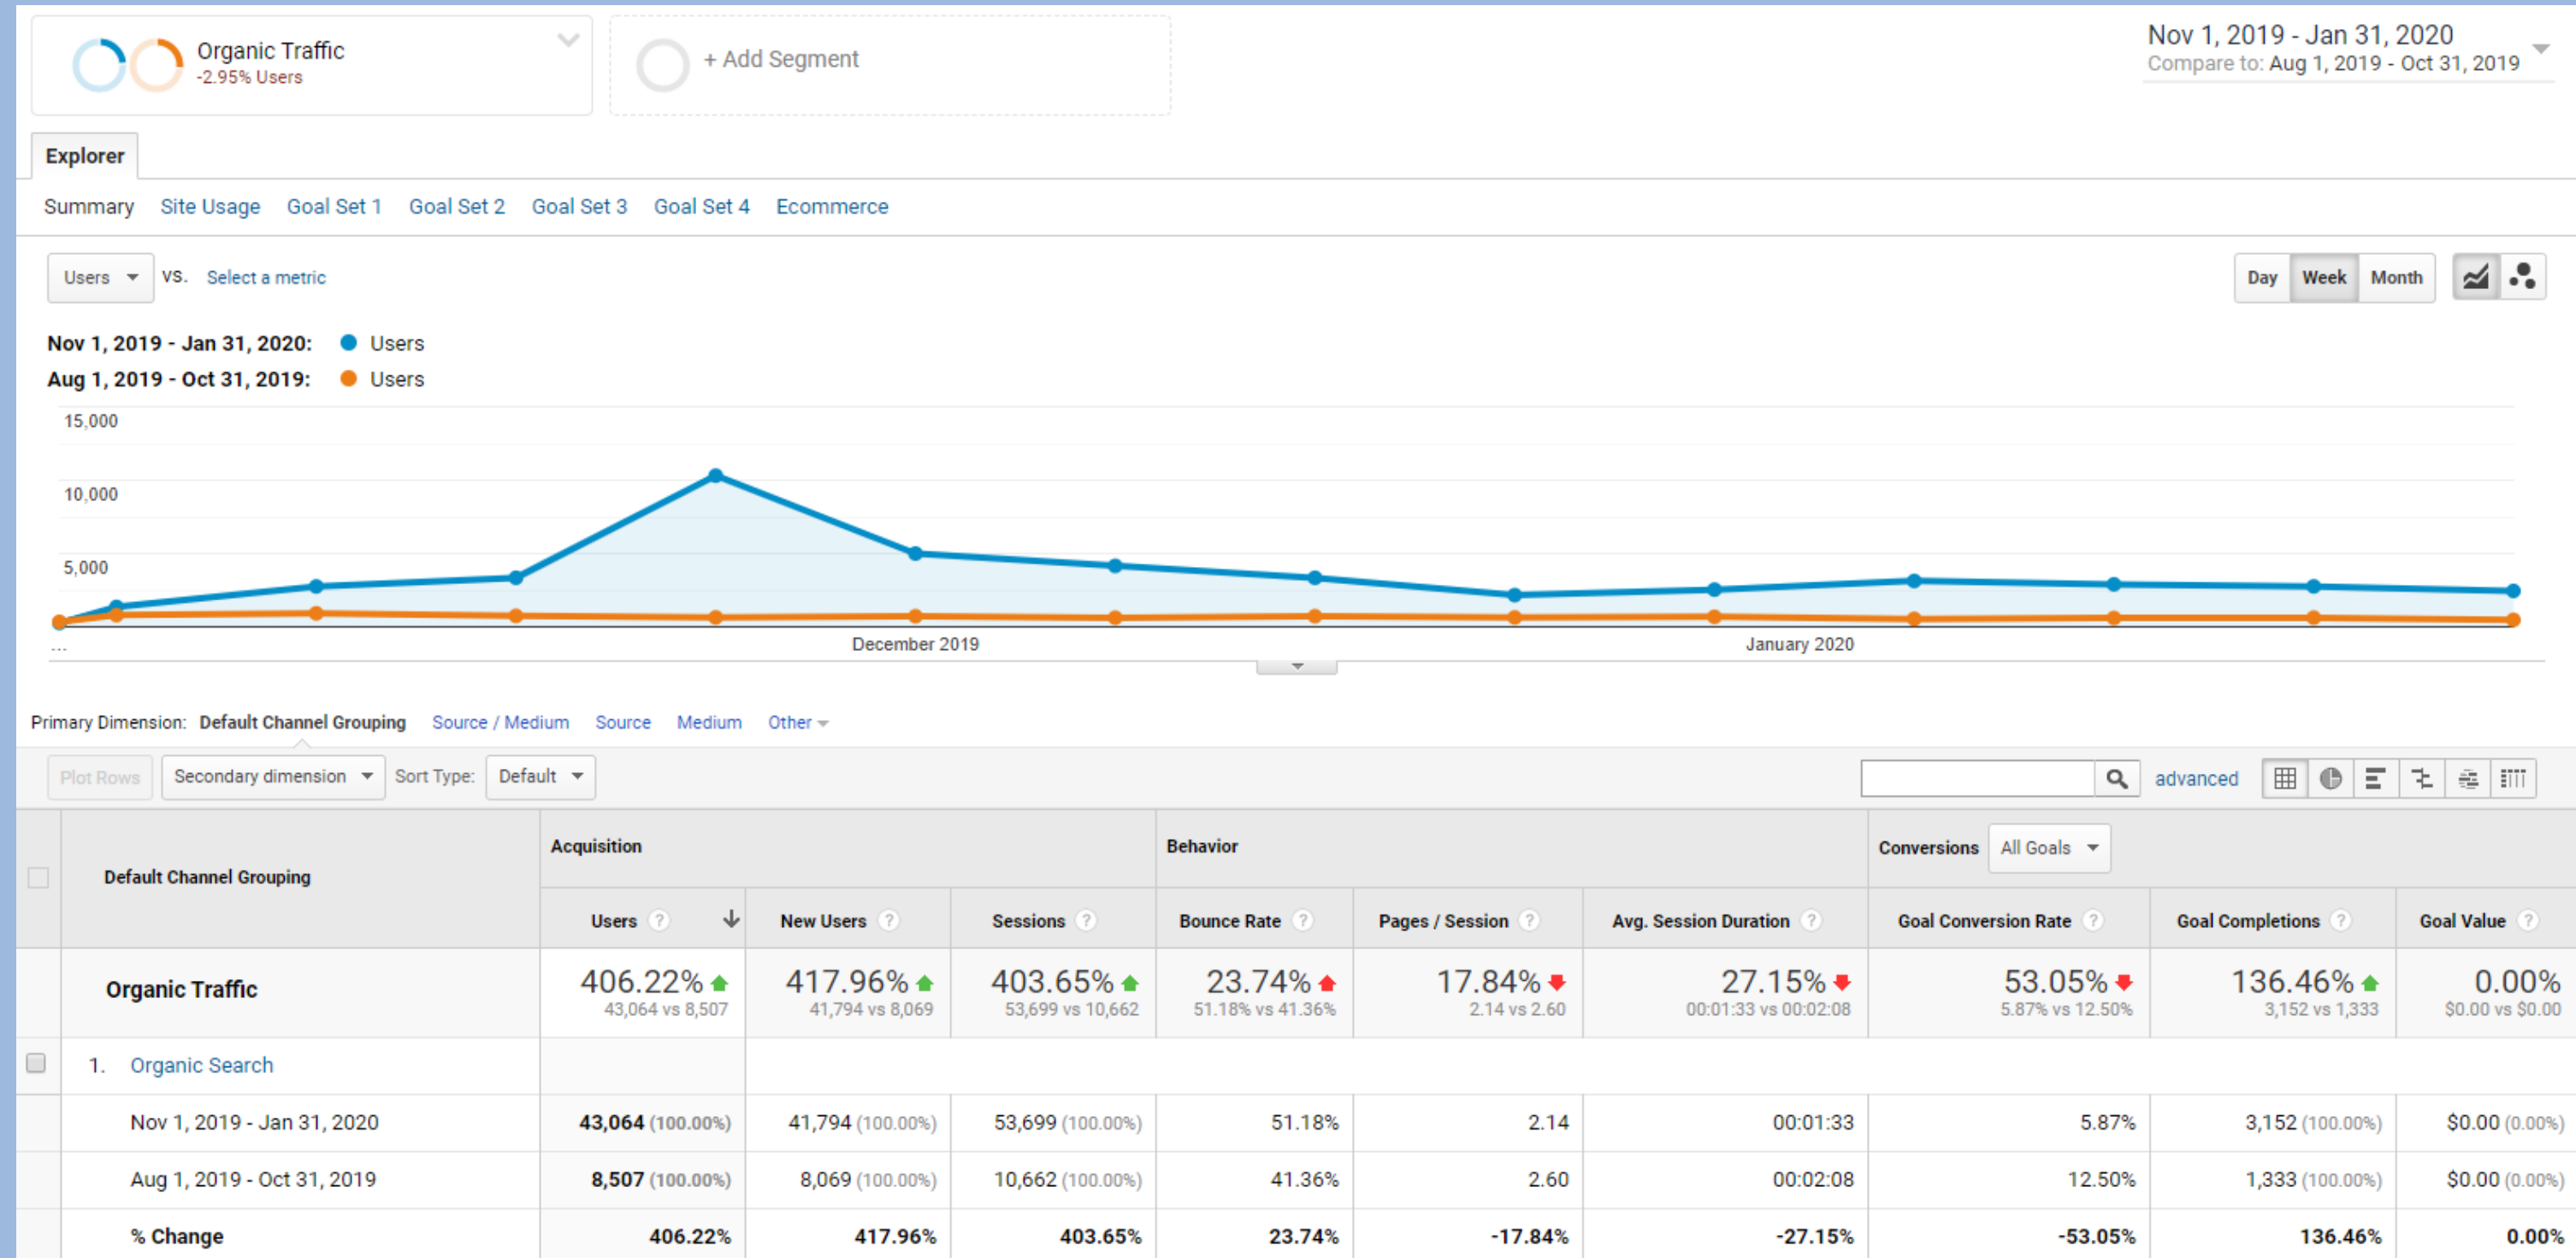 Organic Traffic
-2.95% Users
+ Add Segment
Nov 1, 2019 - Jan 31, 2020
Compare to: Aug 1, 2019 - Oct 31, 2019
Explorer
Summary Site Usage Goal Set 1 Goal Set 2 Goal Set 3 Goal Set 4 Ecommerce
Users VS. Select a metric
Day Week Month
Nov 1, 2019 - Jan 31, 2020: Users
Aug 1, 2019 - Oct 31, 2019: Users
15,000
10,000
5,000
... December 2019 January 2020
Primary Dimension: Default Channel Grouping Source / Medium Source Medium Other
Plot Rows Secondary dimension Sort Type: Default advanced
Default Channel Grouping
Acquisition Behavior Conversions All Goals
Users ? New Users ? Sessions ? Bounce Rate ? Pages / Session ? Avg. Session Duration ? Goal Conversion Rate ? Goal Completions ? Goal Value ?
Organic Traffic
406.22% 417.96% 403.65% 23.74% 17.84% 27.15% 53.05% 136.46% 0.00%
43,064 vs 8,507 41,794 vs 8,069 53,699 vs 10,662 51.18% vs 41.36% 2.14 vs 2.60 00:01:33 vs 00:02:08 5.87% vs 12.50% 3,152 vs 1,333 $0.00 vs $0.00
1. Organic Search
Nov 1, 2019 - Jan 31, 2020 43,064 (100.00%) 41,794 (100.00%) 53,699 (100.00%) 51.18% 2.14 00:01:33 5.87% 3,152 (100.00%) $0.00 (0.00%)
Aug 1, 2019 - Oct 31, 2019 8,507 (100.00%) 8,069 (100.00%) 10,662 (100.00%) 41.36% 2.60 00:02:08 12.50% 1,333 (100.00%) $0.00 (0.00%)
% Change 406.22% 417.96% 403.65% 23.74% -17.84% -27.15% -53.05% 136.46% 0.00%